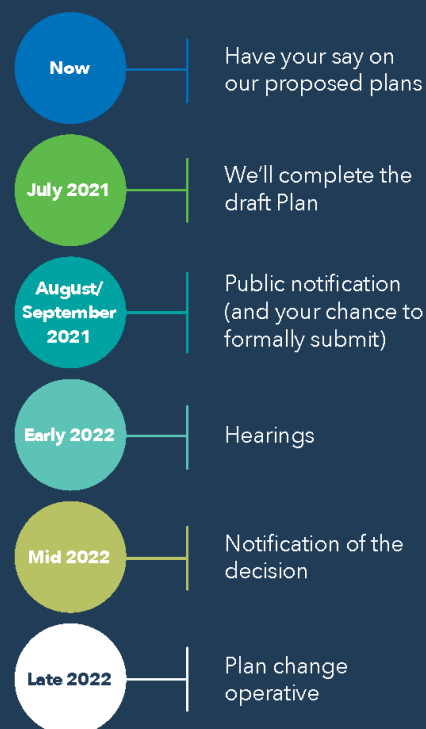 Now
Have your say on
our proposed plans
July 2021
We'll complete the
draft Plan
August/
September
2021
Public notification
(and your chance to
formally submit)
Early 2022
Hearings
Mid 2022
Notification of the
decision
Late 2022
Plan change
operative